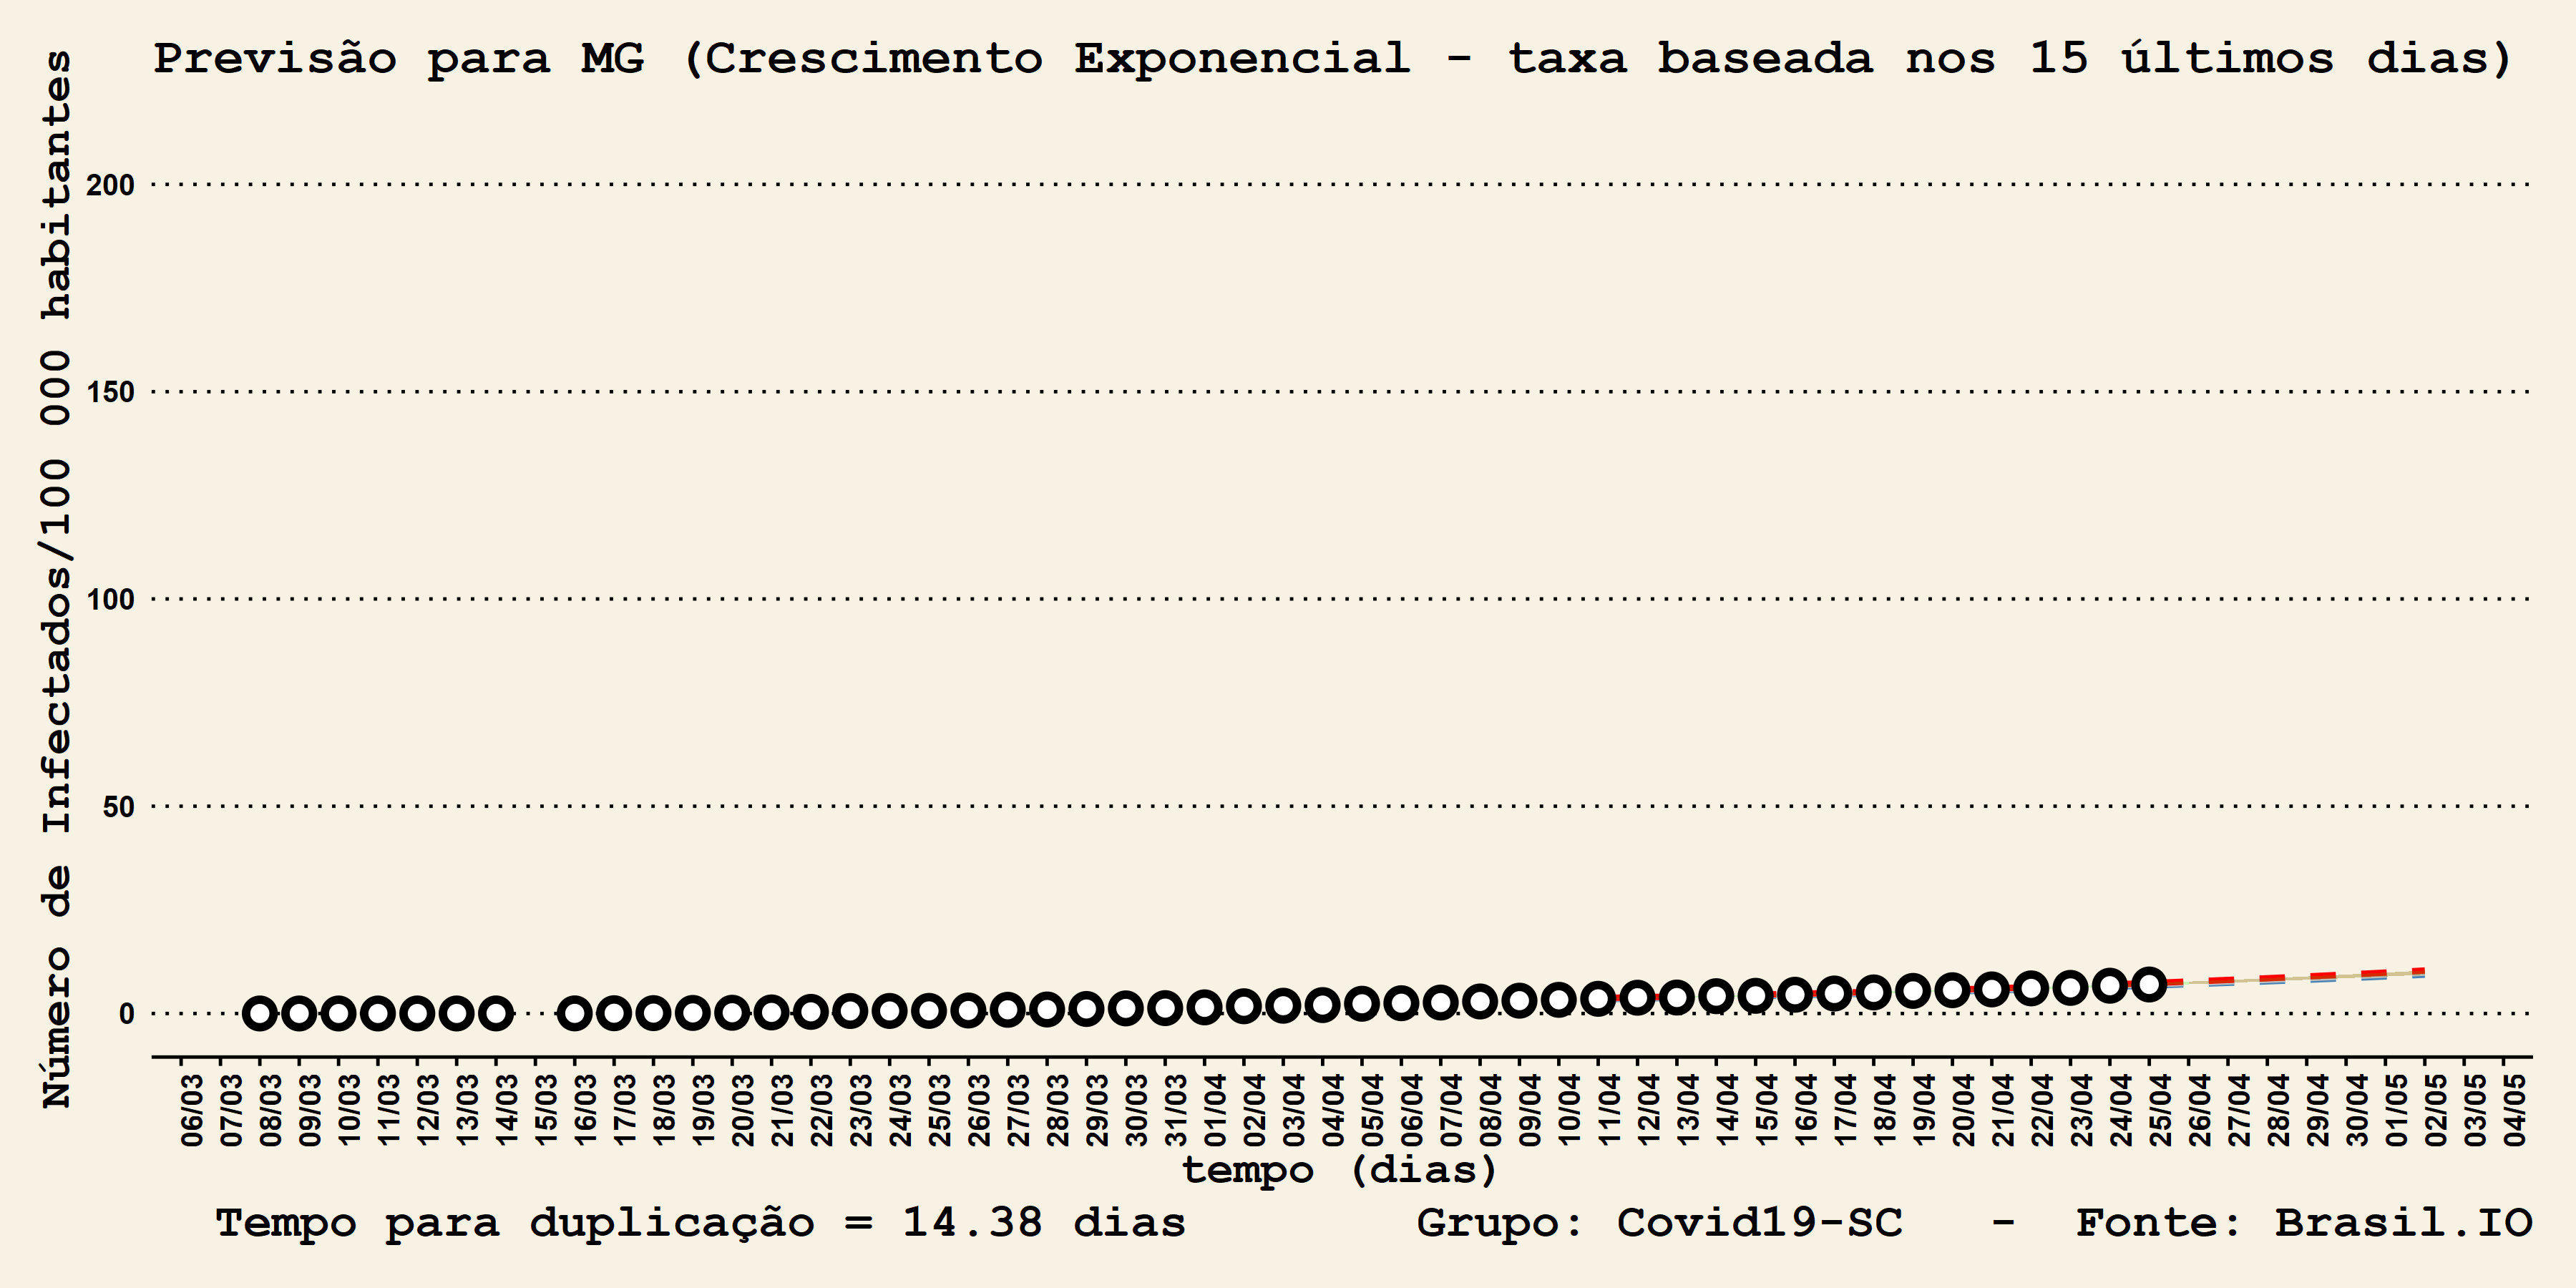 Previsão para MG (Crescimento Exponencial - taxa baseada nos 15 últimos dias)
Número de Infectados/100 000 habitantes
200
150
100
50
0
06/03 07/03 08/03 09/03 10/03 11/03 12/03 13/03 14/03 15/03 16/03 17/03 18/03 19/03 20/03 21/03 22/03 23/03 24/03 25/03 26/03 27/03 28/03 29/03 30/03 31/03 01/04 02/04 03/04 04/04 05/04 06/04 07/04 08/04 09/04 10/04 11/04 12/04 13/04 14/04 15/04 16/04 17/04 18/04 19/04 20/04 21/04 22/04 23/04 24/04 25/04 26/04 27/04 28/04 29/04 30/04 01/05 02/05 03/05 04/05
tempo (dias)
Tempo para duplicação = 14.38 dias Grupo: Covid19-SC - Fonte: Brasil.IO